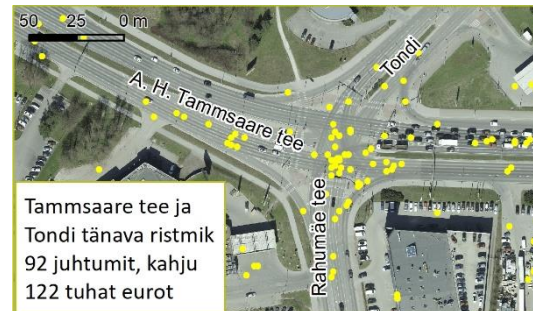 50 25 0 m
Tondi
A. H. Tammsaare tee
Rahumäe tee
Tammsaare tee ja
Tondi tänava ristmik
92 juhtumit, kahju
122 tuhat eurot